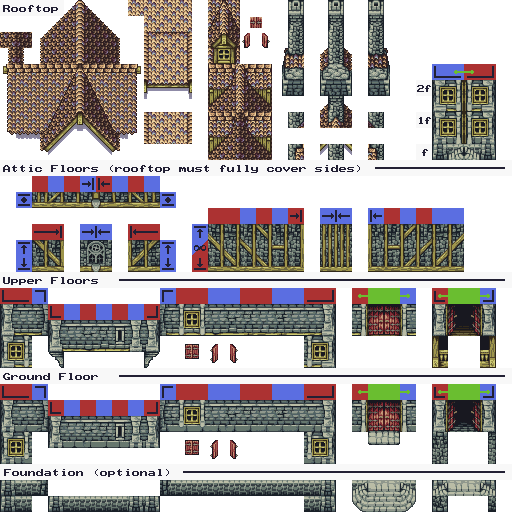 Rooftop
2f
1f
f
Attic Floors (rooftop must fully cover sides)
Upper Floors
Ground Floor
Foundation (optional)